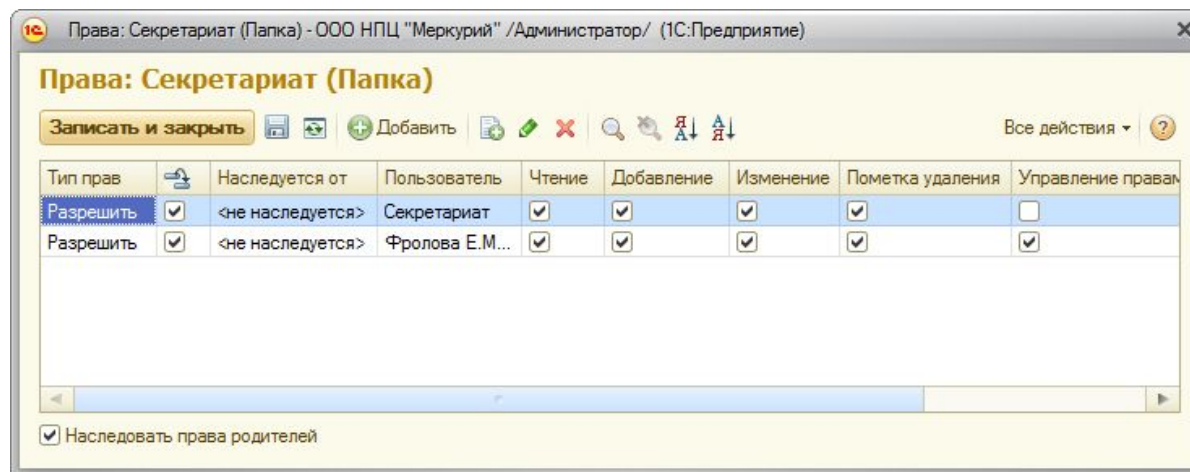 1С Права: Секретариат (Папка) - ООО НПЦ "Меркурий" /Администратор/ (1С:Предприятие)
Права: Секретариат (Папка)
Записать и закрыть Добавить Я А А Я Все действия ?
Тип прав Наследуется от Пользователь Чтение Добавление Изменение Пометка удаления Управление правам
Разрешить <не наследуется> Секретариат
Разрешить <не наследуется> Фролова Е.М...
Наследовать права родителей